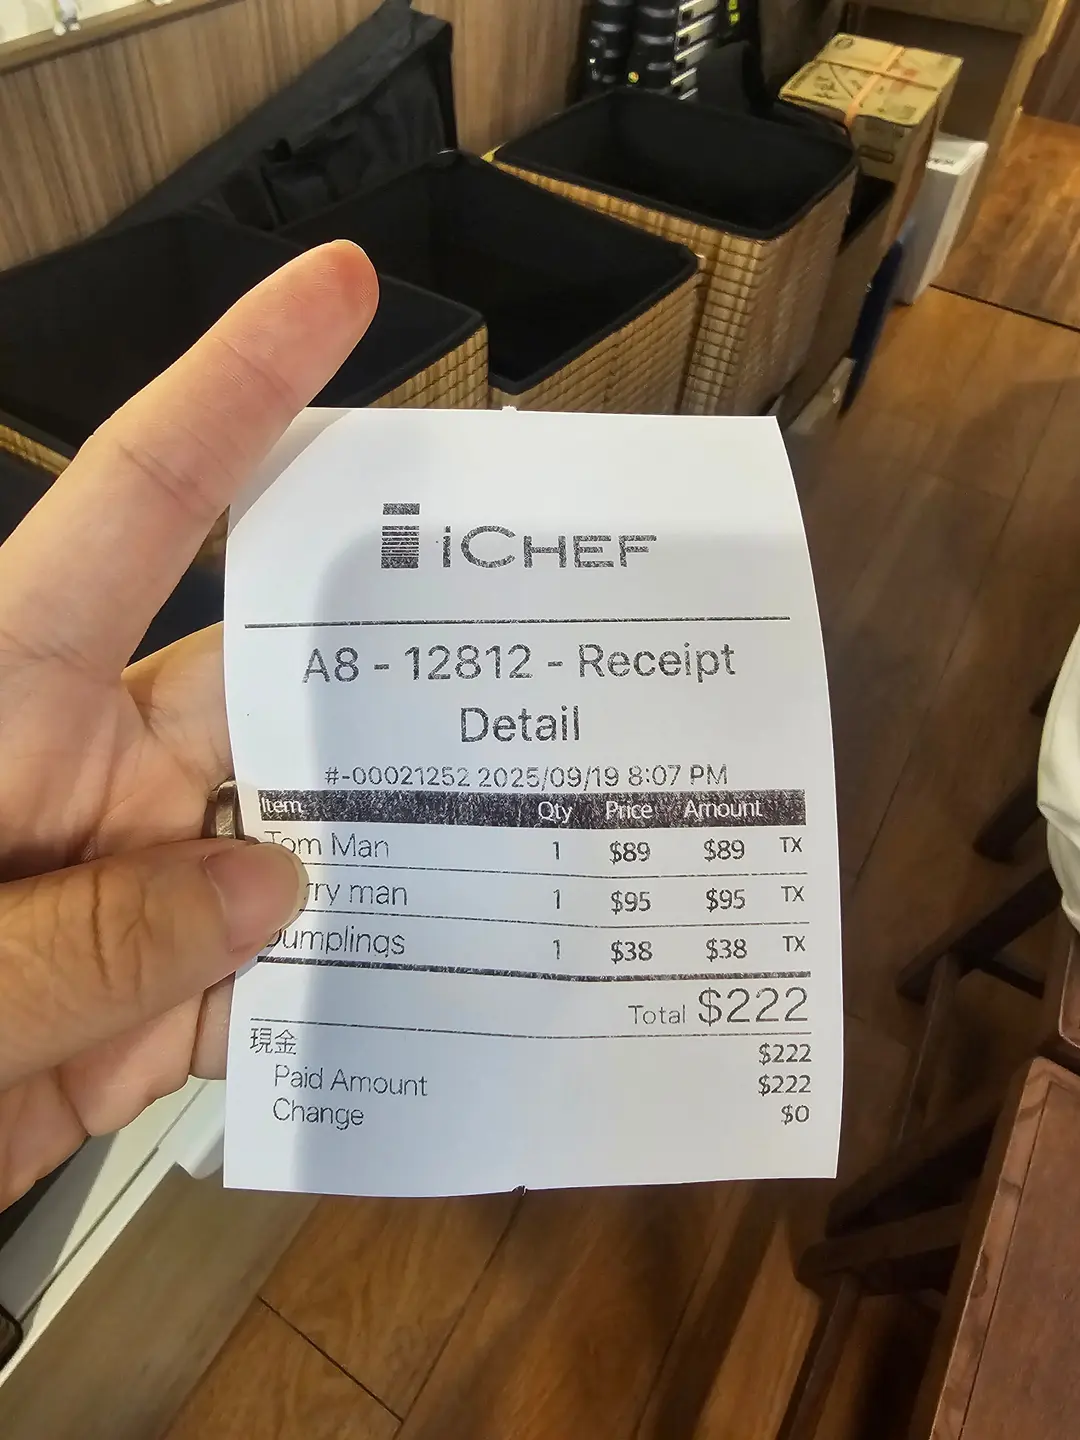 iCHEF
A8 - 12812 - Receipt
Detail
#-00021252 2025/09/19 8:07 PM
Item Qty Price Amount
Tom Man 1 $89 $89 TX
man 1 $95 $95 TX
Dumplings 1 $38 $38 TX
Total $222
現金 $222
Paid Amount $222
Change $0